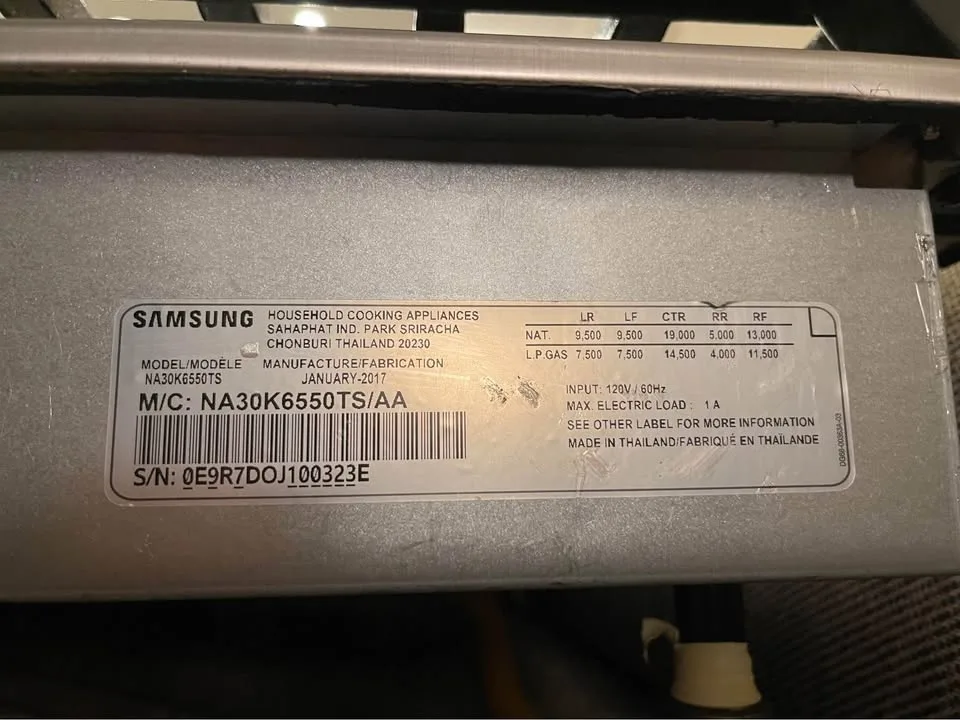 SAMSUNG
HOUSEHOLD COOKING APPLIANCES
SAHAPHAT IND. PARK SRIRACHA
CHONBURI THAILAND 20230
MODEL/MODÈLE MANUFACTURE/FABRICATION
NA30K6550TS JANUARY-2017
M/C: NA30K6550TS/AA
S/N: 0E9R7DOJ100323E
LR LF CTR RR RF
NAT. 9,500 9,500 19,000 5,000 13,000
L.P.GAS 7,500 7,500 14,500 4,000 11,500
INPUT: 120V / 60Hz
MAX. ELECTRIC LOAD : 1 A
SEE OTHER LABEL FOR MORE INFORMATION
MADE IN THAILAND/FABRIQUÉ EN THAÏLANDE